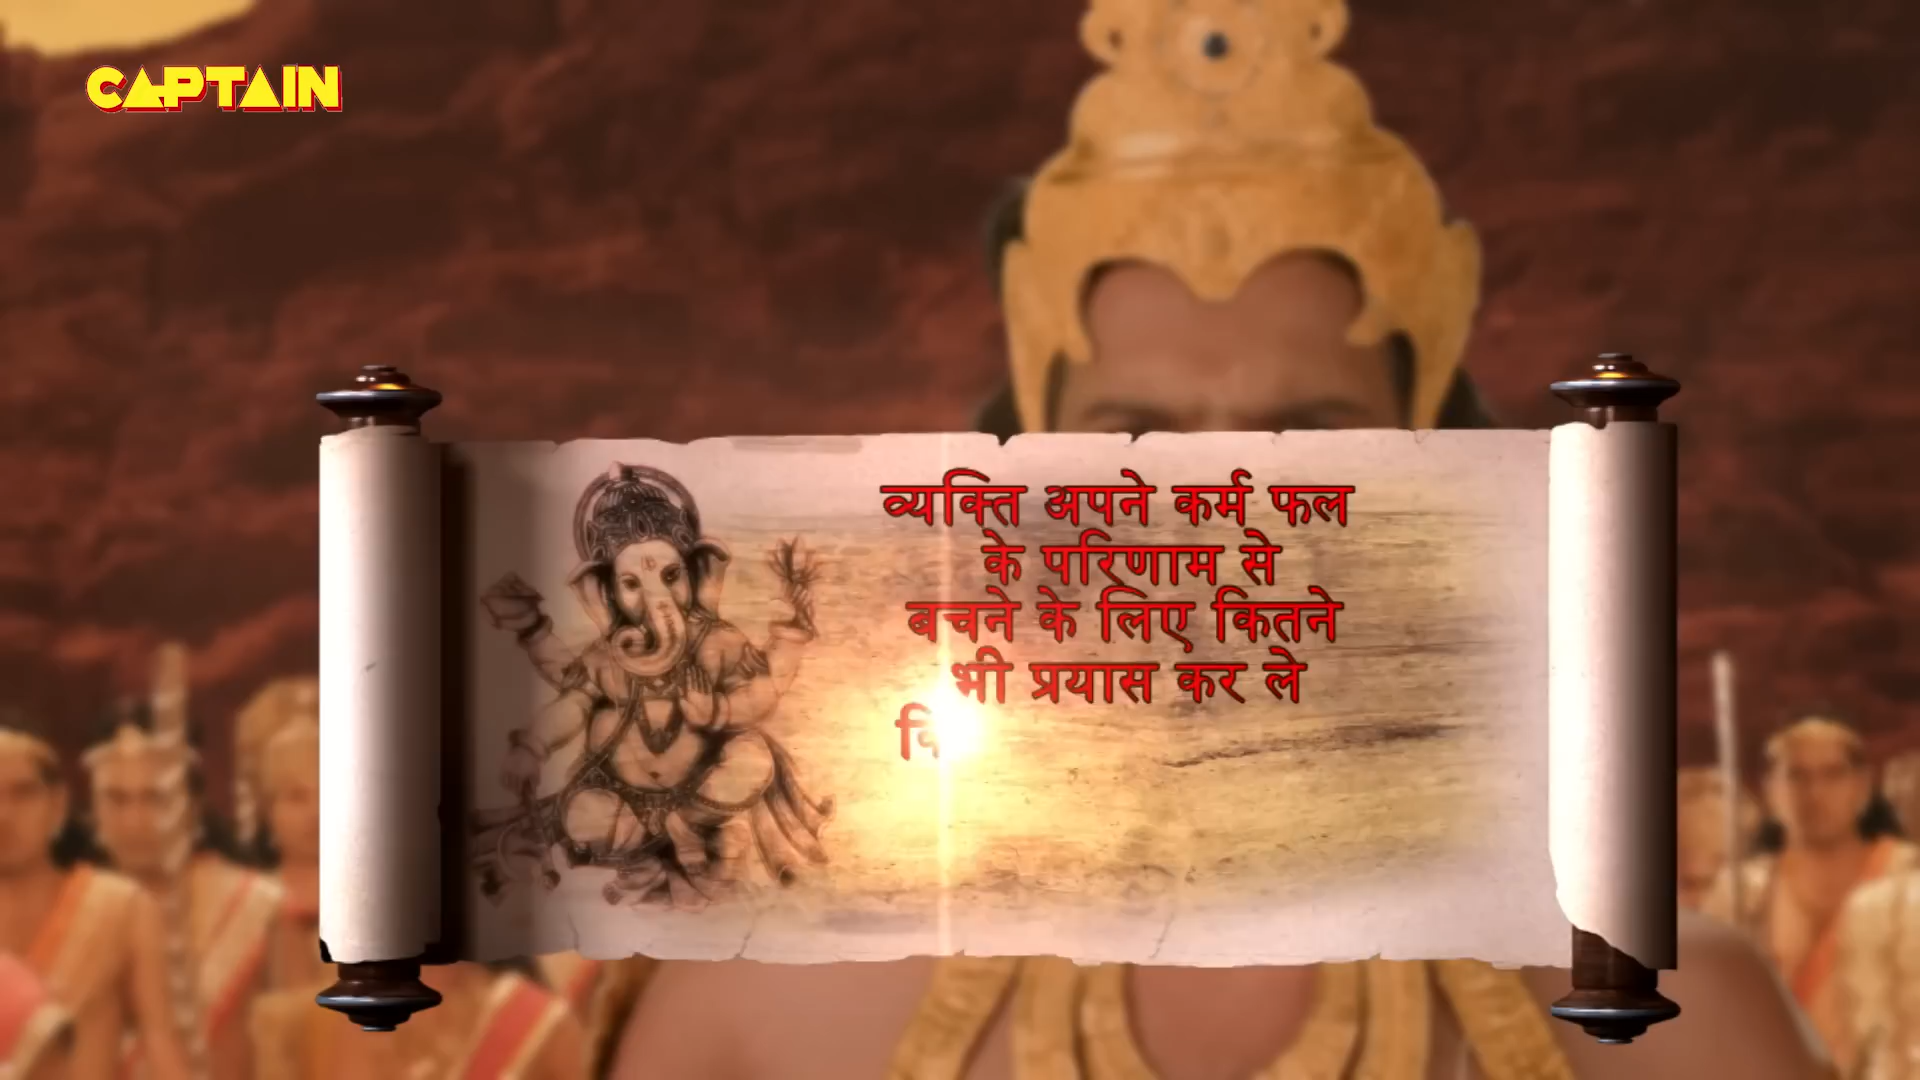 CAPTAIN
व्यक्ति अपने कर्म फल
के परिणाम से
बचने के लिए कितने
भी प्रयास कर ले